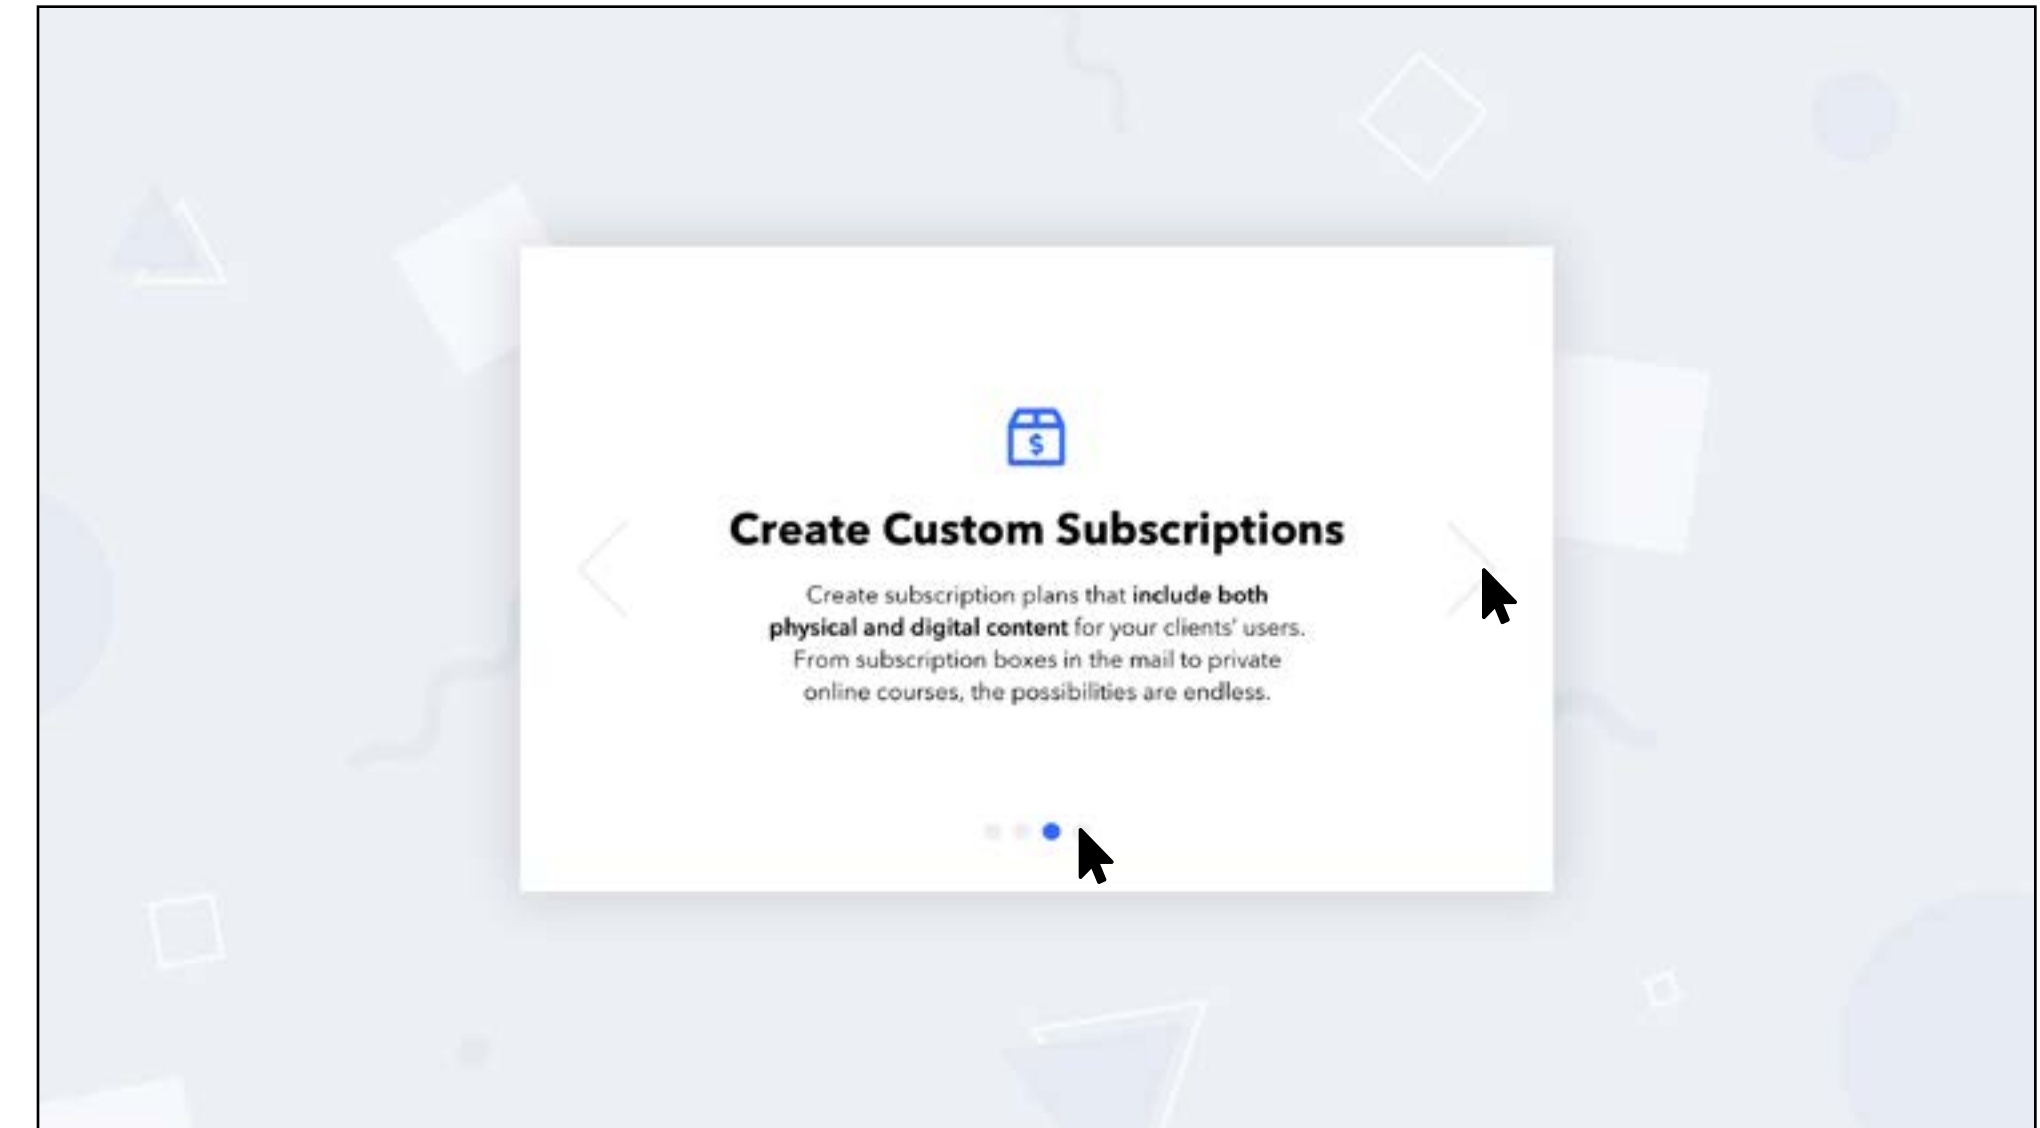 $
Create Custom Subscriptions
Create subscription plans that include both
physical and digital content for your clients' users.
From subscription boxes in the mail to private
online courses, the possibilities are endless.